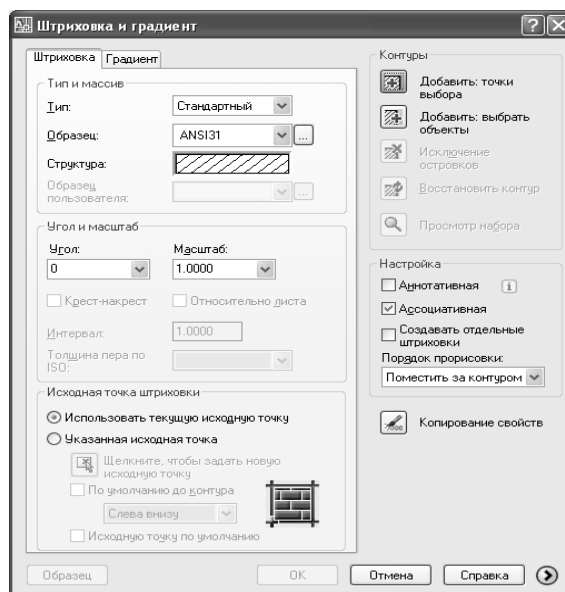 Штриховка и градиент
Штриховка Градиент
Тип и массив
Тип: Стандартный
Образец: ANSI31 ...
Структура:
Образец
пользователя: ...
Угол и масштаб
Угол: Масштаб:
0 1.0000
Крест-накрест Относительно листа
Интервал: 1.0000
Толщина пера по
ISO:
Исходная точка штриховки
Использовать текущую исходную точку
Указанная исходная точка
Щелкните, чтобы задать новую
исходную точку
По умолчанию до контура
Слева внизу
Исходную точку по умолчанию
Контуры
Добавить: точки
выбора
Добавить: выбрать
объекты
Исключение
островков
Восстановить контур
Просмотр набора
Настройка
Аннотативная i
Ассоциативная
Создавать отдельные
штриховки
Порядок прорисовки:
Поместить за контуром
Копирование свойств
Образец OK Отмена Справка